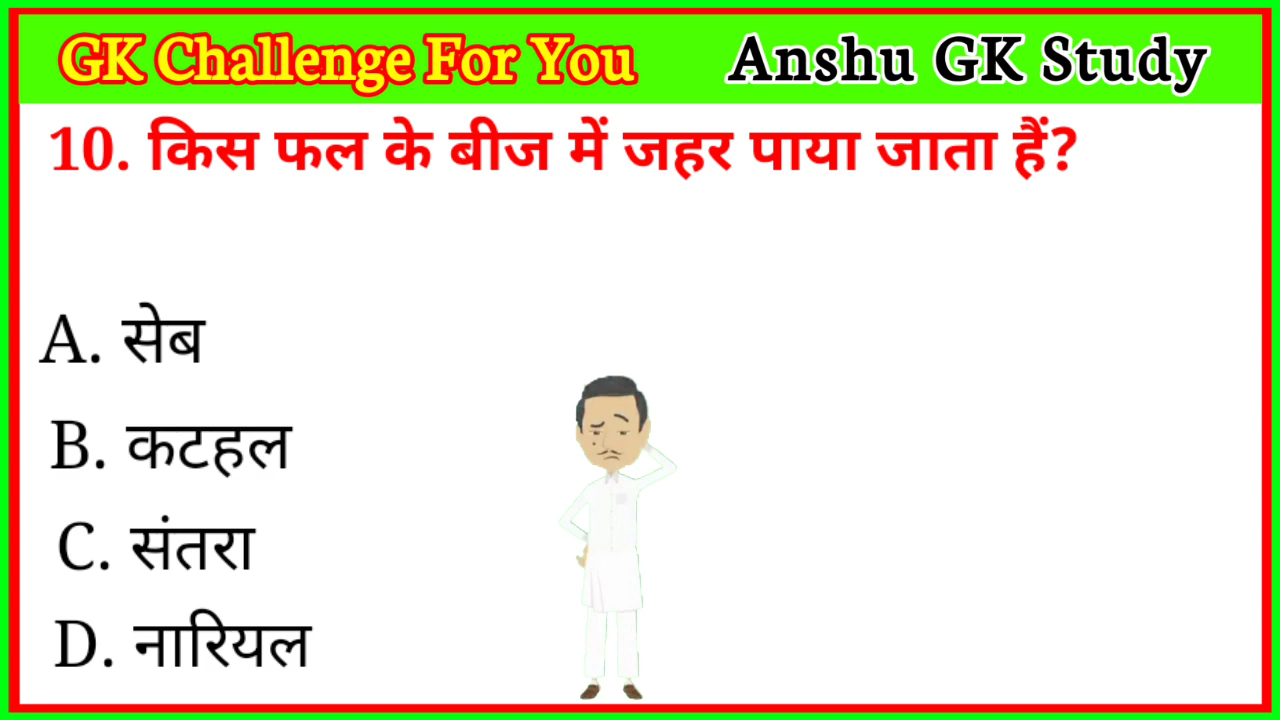 GK Challenge For You Anshu GK Study
10. किस फल के बीज में जहर पाया जाता हैं?
A. सेब
B. कटहल
C. संतरा
D. नारियल